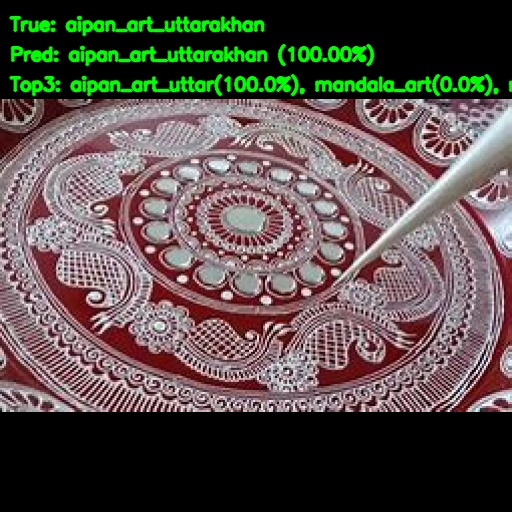 True: aipan_art_uttarakhan
Pred: aipan_art_uttarakhan (100.00%)
Top3: aipan_art_uttar(100.0%), mandala_art(0.0%),